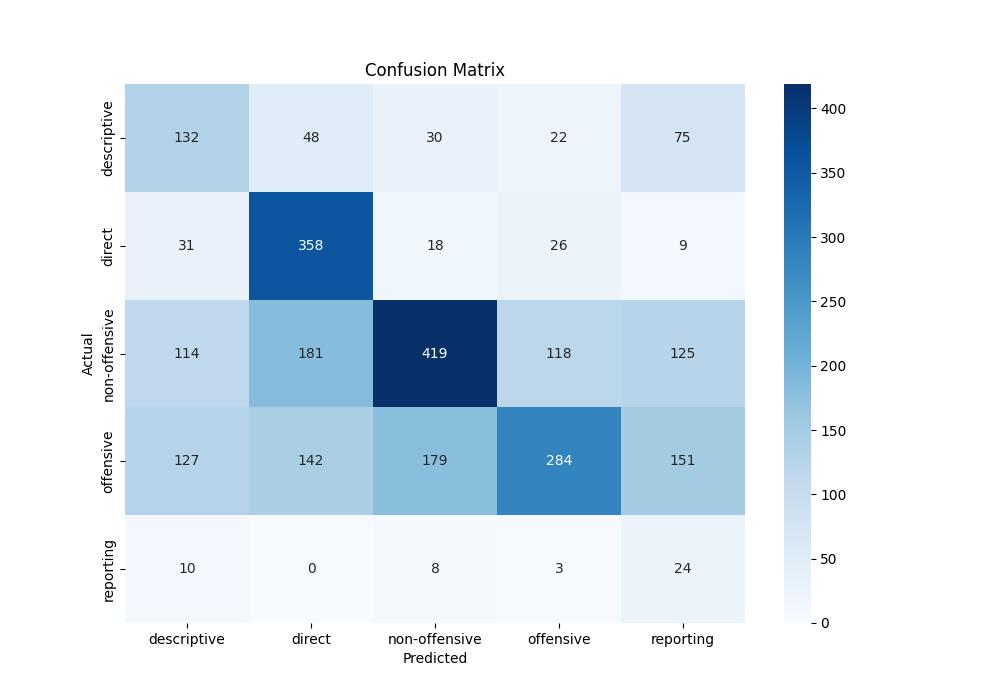 Confusion Matrix
descriptive 132 48 30 22 75
direct 31 358 18 26 9
non-offensive 114 181 419 118 125
offensive 127 142 179 284 151
reporting 10 0 8 3 24
Actual
descriptive direct non-offensive offensive reporting
Predicted
400
350
300
250
200
150
100
50
0